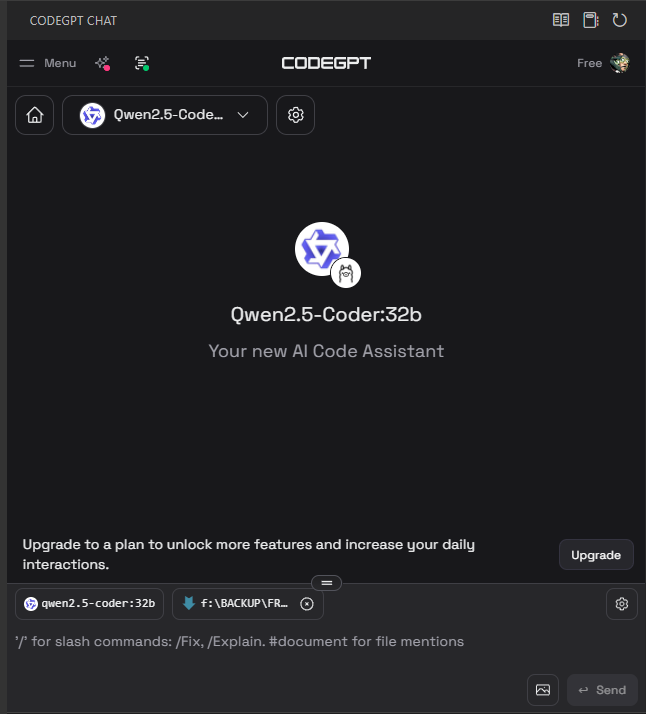 CODEGPT CHAT
Menu
CODEGPT
Free
Qwen2.5-Code...
Qwen2.5-Coder:32b
Your new AI Code Assistant
Upgrade to a plan to unlock more features and increase your daily
interactions.
Upgrade
qwen2.5-coder:32b
f:\BACKUP\FR...
'/' for slash commands: /Fix, /Explain. #document for file mentions
Send